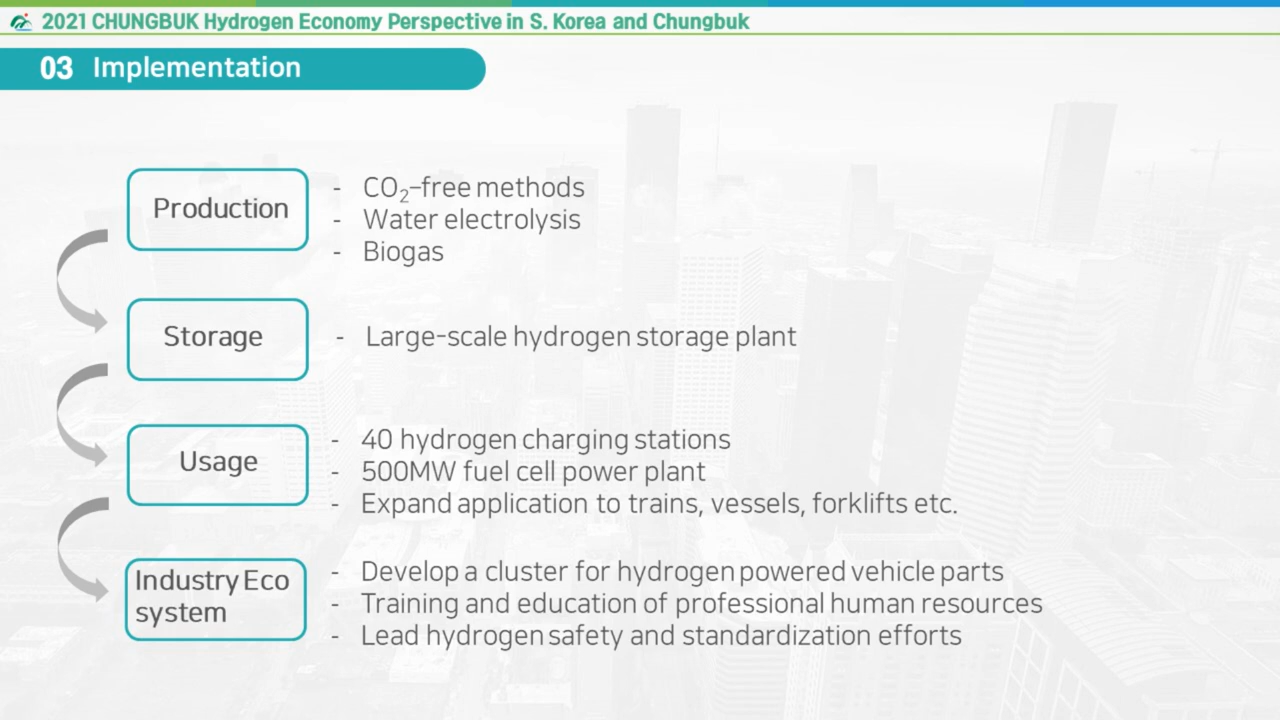 2021 CHUNGBUK Hydrogen Economy Perspective in S. Korea and Chungbuk
03 Implementation
Production
- CO₂-free methods
- Water electrolysis
- Biogas
Storage
- Large-scale hydrogen storage plant
Usage
- 40 hydrogen charging stations
- 500MW fuel cell power plant
- Expand application to trains, vessels, forklifts etc.
Industry Eco
system
- Develop a cluster for hydrogen powered vehicle parts
- Training and education of professional human resources
- Lead hydrogen safety and standardization efforts